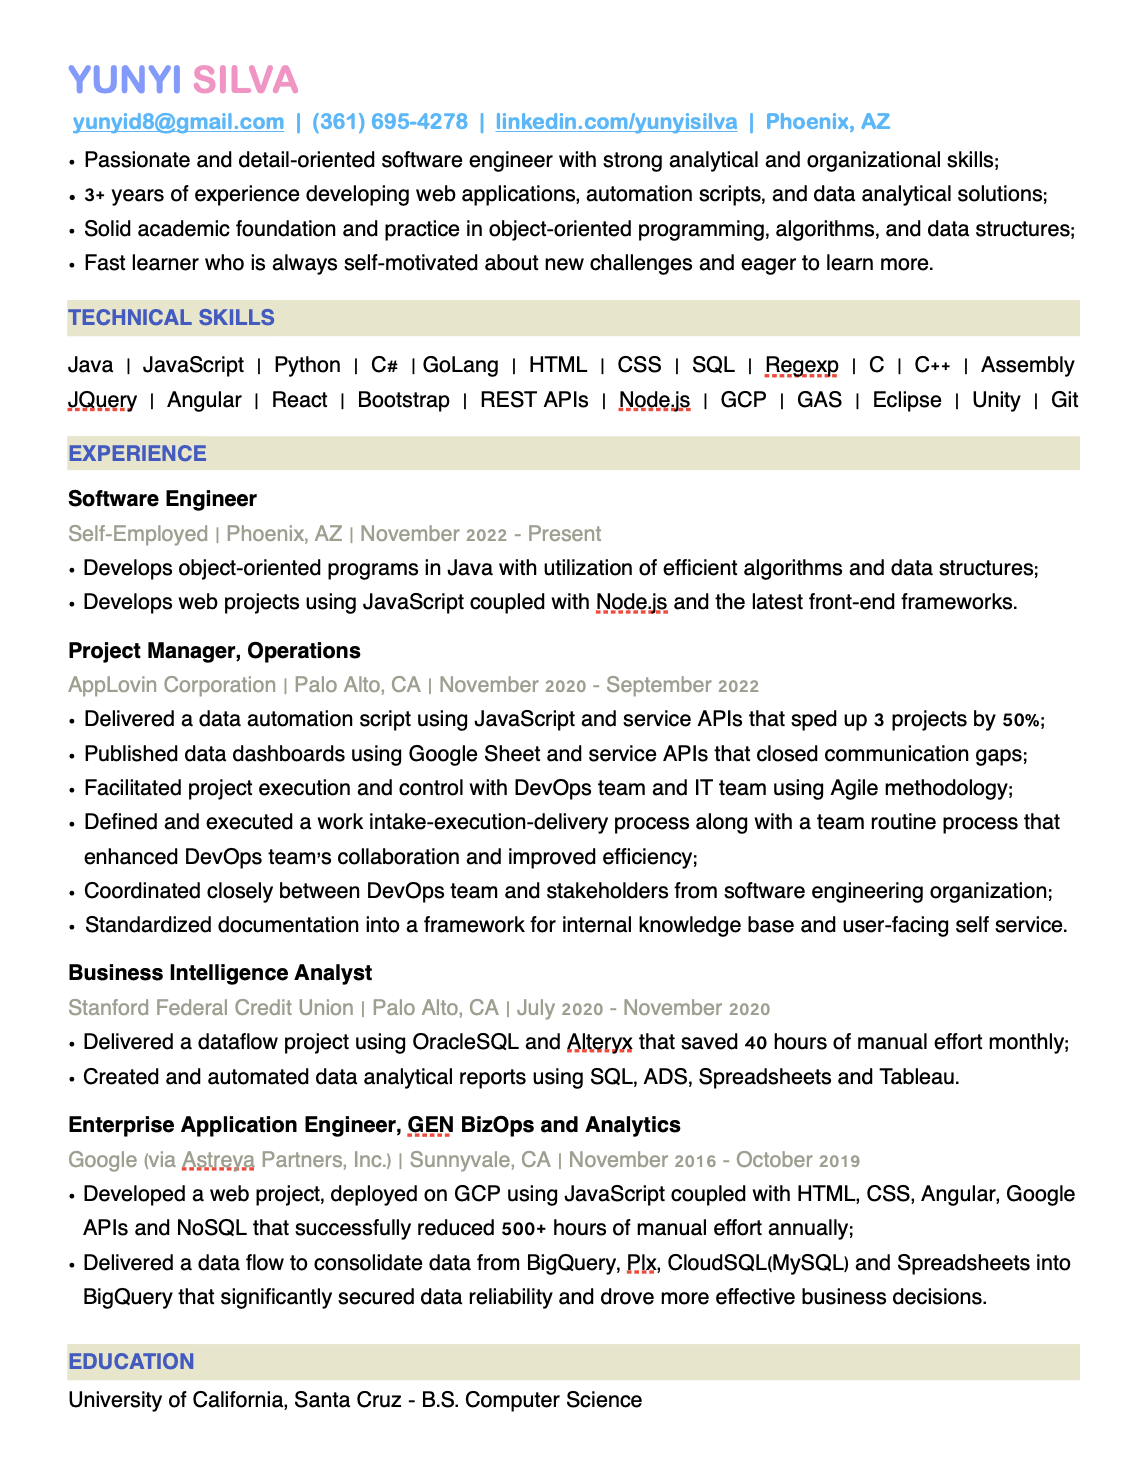 YUNYI SILVA
yunyid8@gmail.com | (361) 695-4278 | linkedin.com/yunyisilva | Phoenix, AZ
• Passionate and detail-oriented software engineer with strong analytical and organizational skills;
• 3+ years of experience developing web applications, automation scripts, and data analytical solutions;
• Solid academic foundation and practice in object-oriented programming, algorithms, and data structures;
• Fast learner who is always self-motivated about new challenges and eager to learn more.
TECHNICAL SKILLS
Java | JavaScript | Python | C# | GoLang | HTML | CSS | SQL | Regexp | C | C++ | Assembly
JQuery | Angular | React | Bootstrap | REST APIs | Node.js | GCP | GAS | Eclipse | Unity | Git
EXPERIENCE
Software Engineer
Self-Employed | Phoenix, AZ | November 2022 - Present
• Develops object-oriented programs in Java with utilization of efficient algorithms and data structures;
• Develops web projects using JavaScript coupled with Node.js and the latest front-end frameworks.
Project Manager, Operations
AppLovin Corporation | Palo Alto, CA | November 2020 - September 2022
• Delivered a data automation script using JavaScript and service APIs that sped up 3 projects by 50%;
• Published data dashboards using Google Sheet and service APIs that closed communication gaps;
• Facilitated project execution and control with DevOps team and IT team using Agile methodology;
• Defined and executed a work intake-execution-delivery process along with a team routine process that
enhanced DevOps team's collaboration and improved efficiency;
• Coordinated closely between DevOps team and stakeholders from software engineering organization;
• Standardized documentation into a framework for internal knowledge base and user-facing self service.
Business Intelligence Analyst
Stanford Federal Credit Union | Palo Alto, CA | July 2020 - November 2020
• Delivered a dataflow project using OracleSQL and Alteryx that saved 40 hours of manual effort monthly;
• Created and automated data analytical reports using SQL, ADS, Spreadsheets and Tableau.
Enterprise Application Engineer, GEN BizOps and Analytics
Google (via Astreya Partners, Inc.) | Sunnyvale, CA | November 2016 - October 2019
• Developed a web project, deployed on GCP using JavaScript coupled with HTML, CSS, Angular, Google
APIs and NoSQL that successfully reduced 500+ hours of manual effort annually;
• Delivered a data flow to consolidate data from BigQuery, Plx, CloudSQL(MySQL) and Spreadsheets into
BigQuery that significantly secured data reliability and drove more effective business decisions.
EDUCATION
University of California, Santa Cruz - B.S. Computer Science